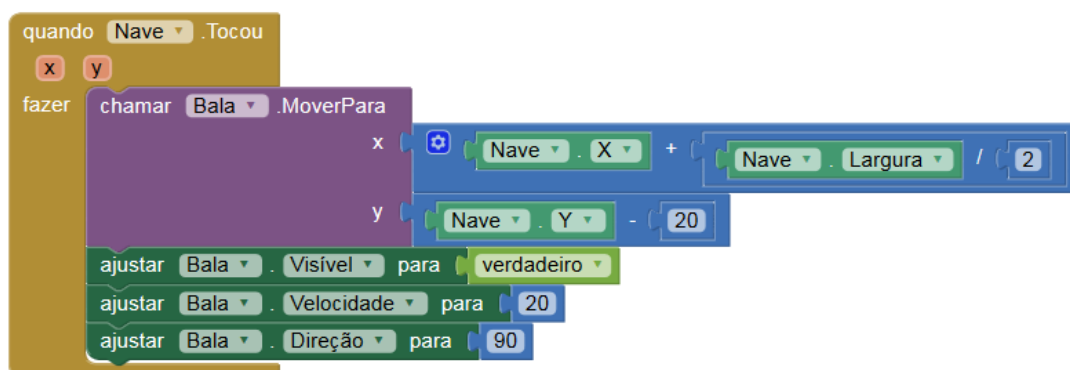 quando Nave .Tocou
x y
fazer chamar Bala .MoverPara
x Nave . X + Nave . Largura / 2
y Nave . Y - 20
ajustar Bala . Visível para verdadeiro
ajustar Bala . Velocidade para 20
ajustar Bala . Direção para 90